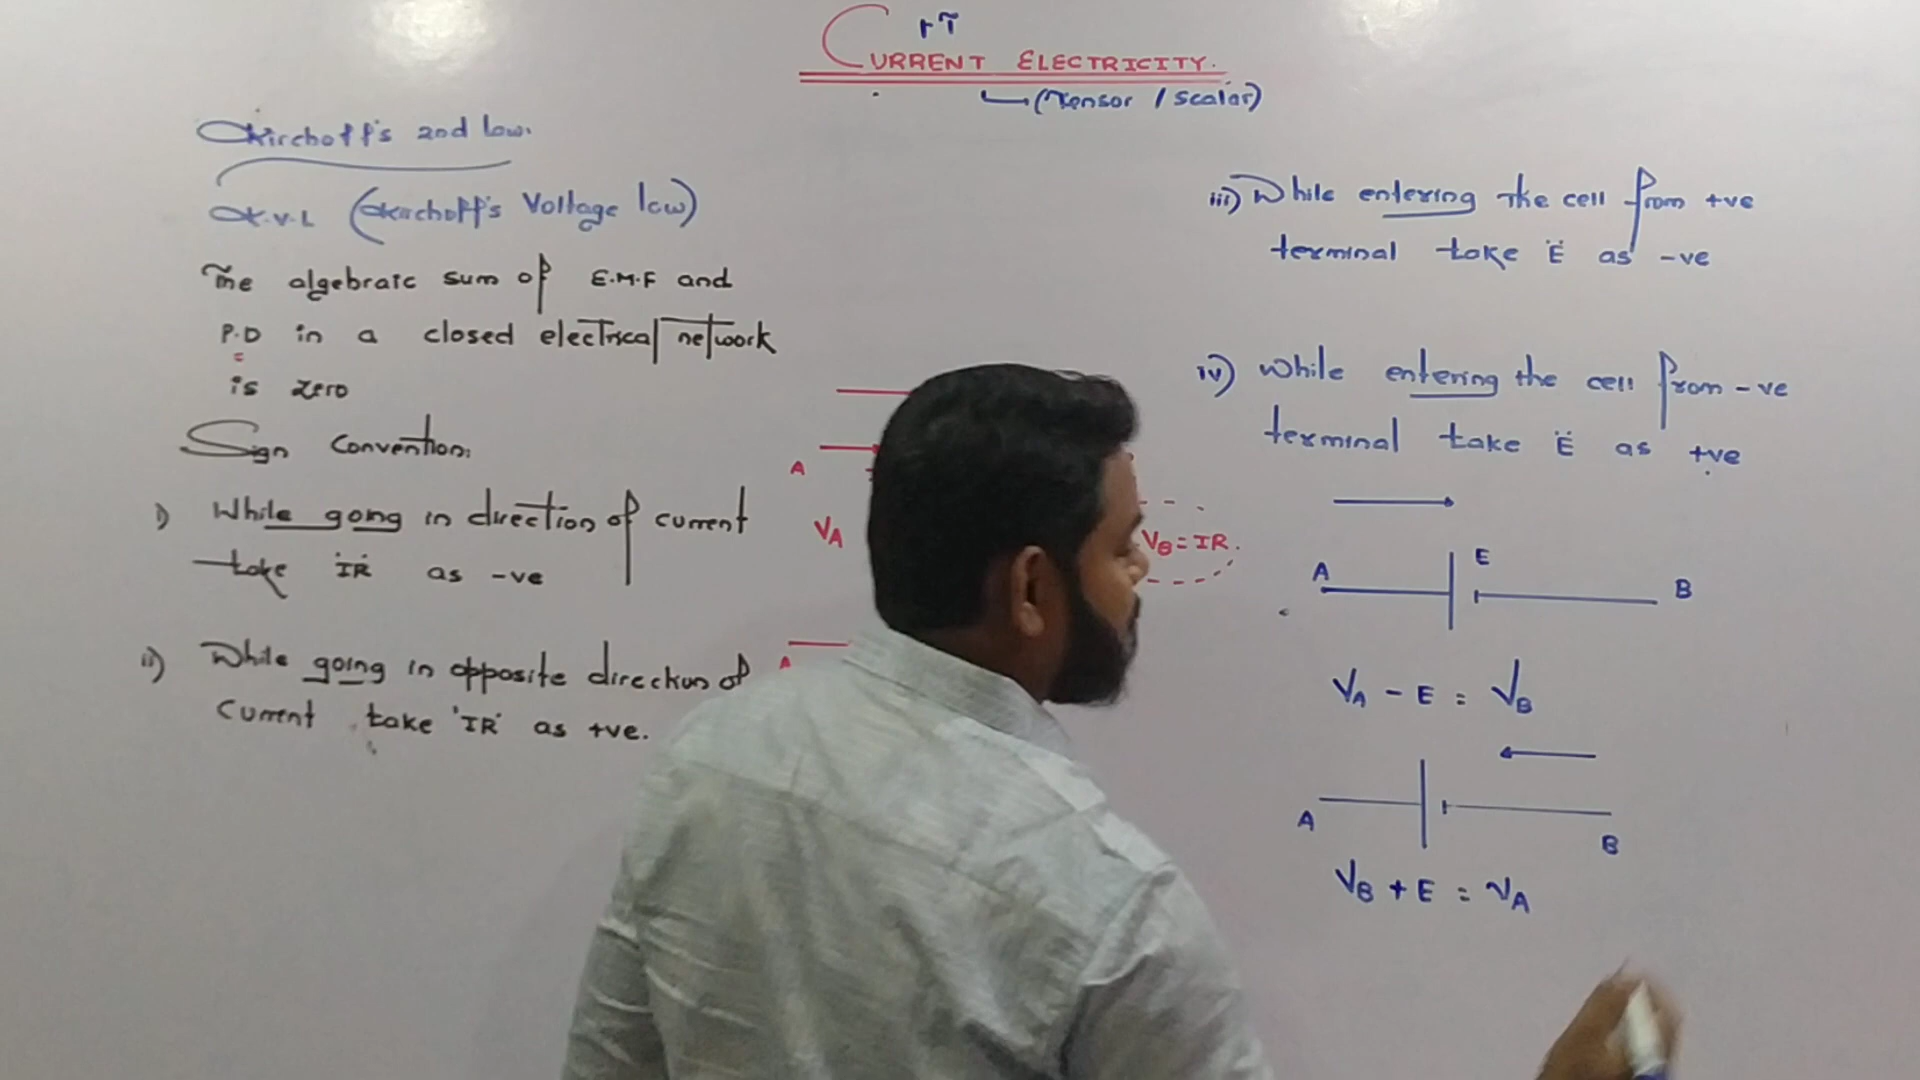 CURRENT ELECTRICITY.
(Tensor / scalar)
Kirchoff's 2nd law.
K.V.L (Kirchoff's Voltage law)
The algebraic sum of E.M.F and
P.D in a closed electrical network
is zero
Sign Convention.
i) While going in direction of current
take 'IR' as -ve
ii) While going in opposite direction of
current take 'IR' as +ve.
A
VA
VB = IR.
A
iii) While entering the cell from +ve
terminal take 'E' as -ve
iv) While entering the cell from -ve
terminal take 'E' as +ve
A E B
VA - E = VB
A B
VB + E = VA